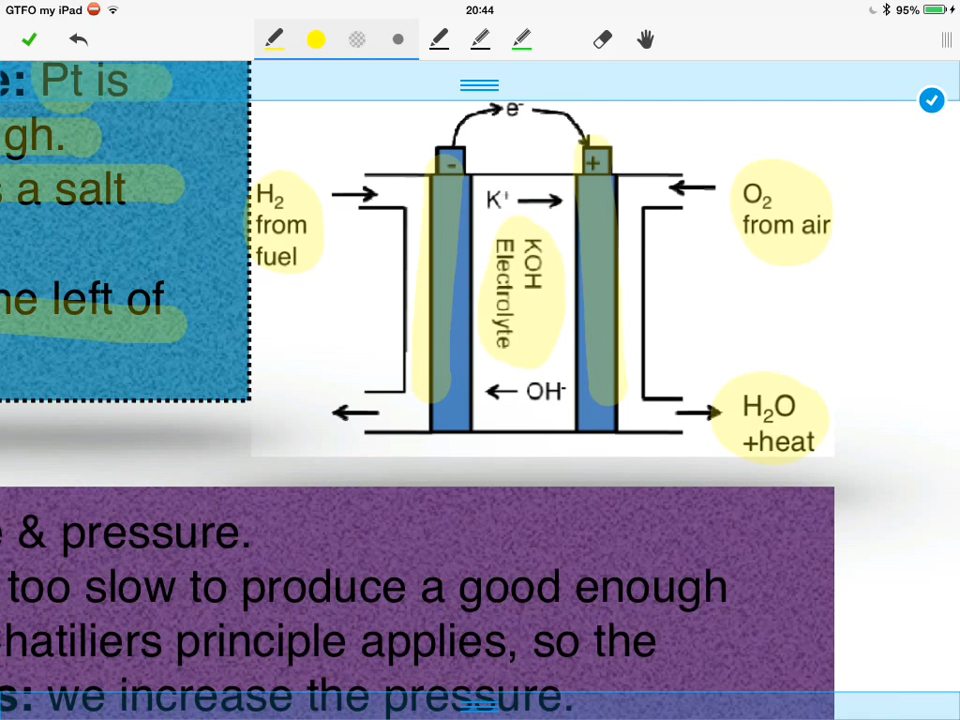 GTFO my iPad
20:44
95%
e: Pt is
gh.
s a salt
ne left of
e-
-
+
H2
from
fuel
K+
KOH
Electrolyte
OH-
O2
from air
H2O
+heat
e & pressure.
too slow to produce a good enough
hatiliers principle applies, so the
s: we increase the pressure.